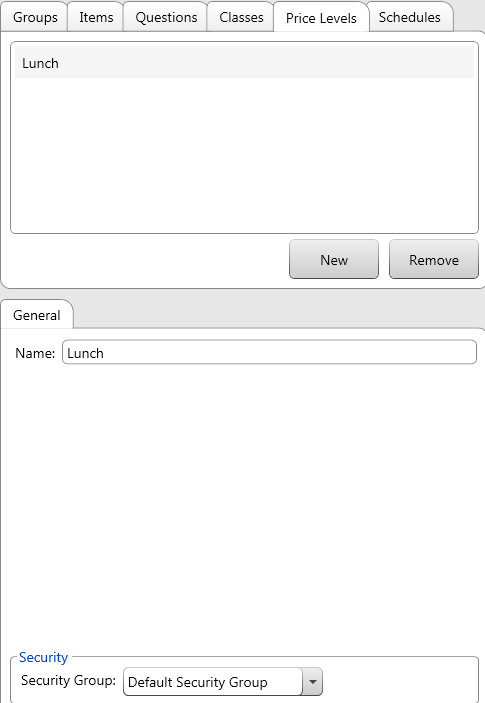 Groups Items Questions Classes Price Levels Schedules
Lunch
New Remove
General
Name: Lunch
Security
Security Group: Default Security Group